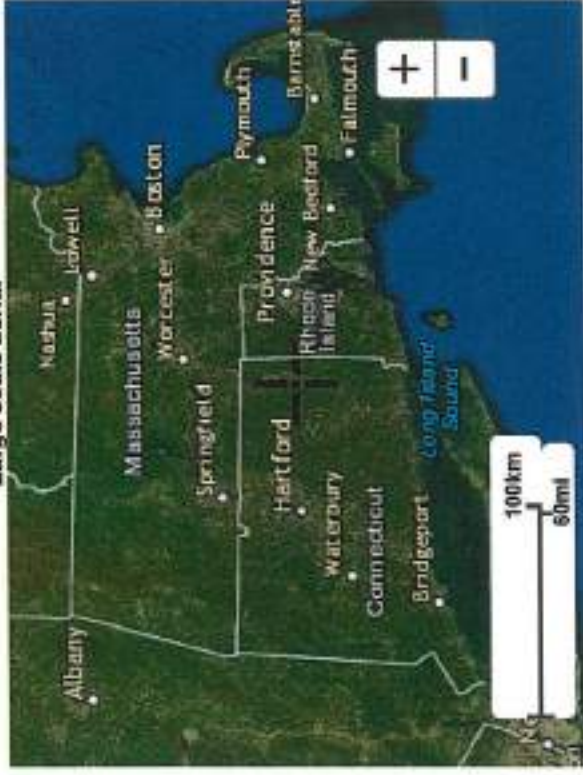 Nashua
Lowell
Albany
Massachusetts
Boston
Worcester
Springfield
Plymouth
Providence
Barnstable
Hartford
Rhode
Island
New Bedford
Falmouth
Waterbury
Connecticut
Bridgeport
Long Island
Sound
+
-
100km
60mi